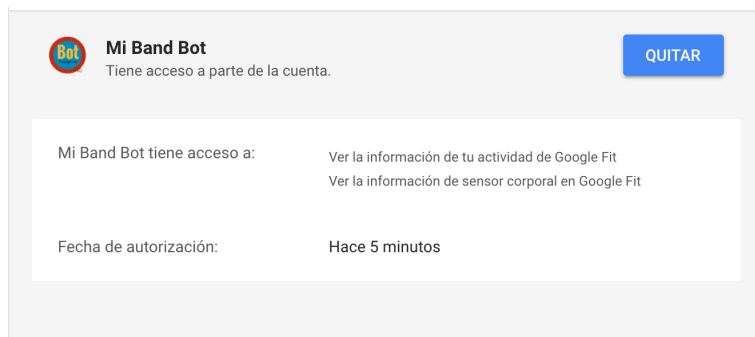 Bot
Mi Band Bot
Tiene acceso a parte de la cuenta.
QUITAR
Mi Band Bot tiene acceso a:
Ver la información de tu actividad de Google Fit
Ver la información de sensor corporal en Google Fit
Fecha de autorización:
Hace 5 minutos